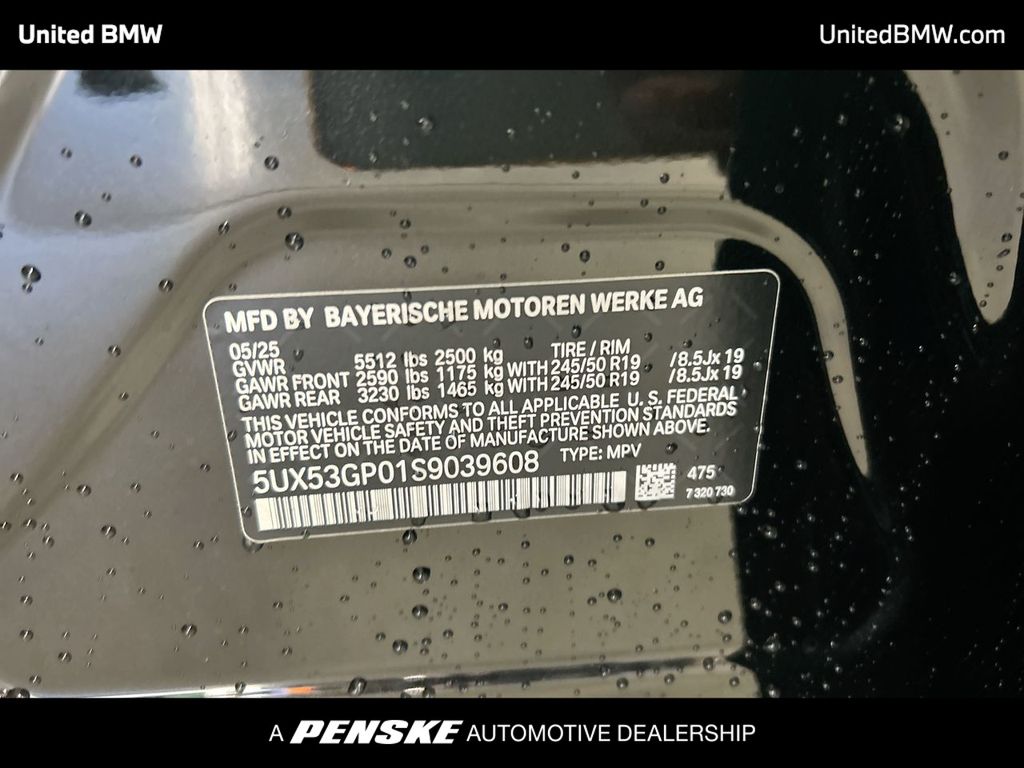 United BMW
UnitedBMW.com
MFD BY BAYERISCHE MOTOREN WERKE AG
05/25 TIRE / RIM
GVWR 5512 lbs 2500 kg
GAWR FRONT 2590 lbs 1175 kg WITH 245/50 R19 /8.5Jx 19
GAWR REAR 3230 lbs 1465 kg WITH 245/50 R19 /8.5Jx 19
THIS VEHICLE CONFORMS TO ALL APPLICABLE U. S. FEDERAL
MOTOR VEHICLE SAFETY AND THEFT PREVENTION STANDARDS
IN EFFECT ON THE DATE OF MANUFACTURE SHOWN ABOVE.
5UX53GP01S9039608 TYPE: MPV
475
7 320 730
A PENSKE AUTOMOTIVE DEALERSHIP